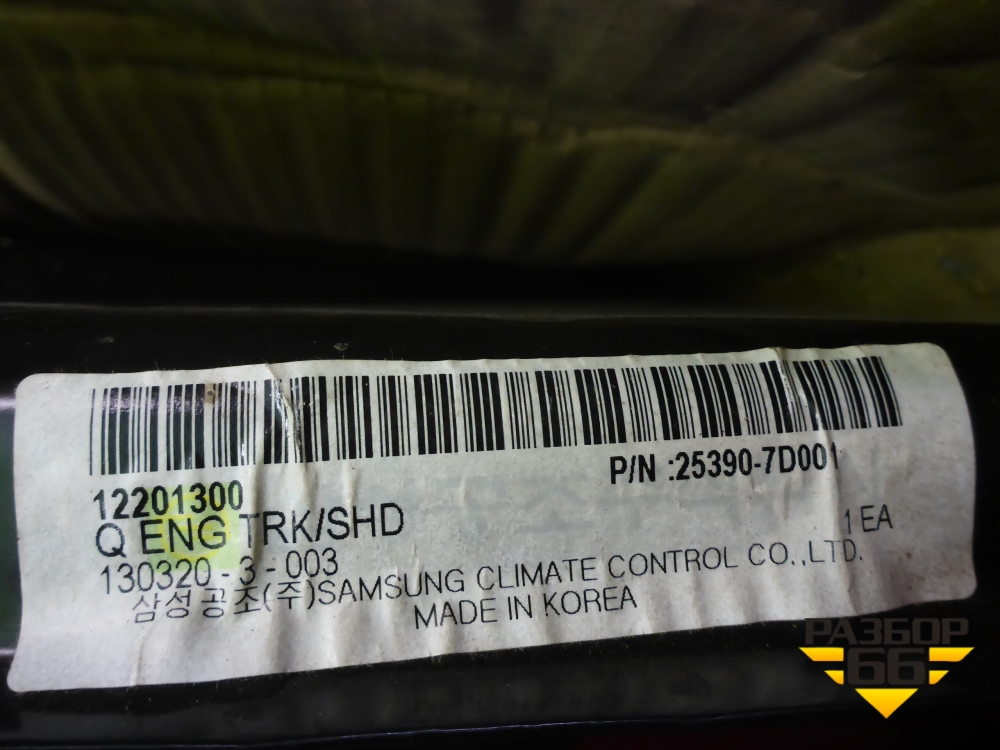 P/N :25390-7D001
12201300
Q ENG TRK/SHD
1 EA
130320 - 3 - 003
삼성공조(주)SAMSUNG CLIMATE CONTROL CO.,LTD.
MADE IN KOREA
РАЗБОР
66